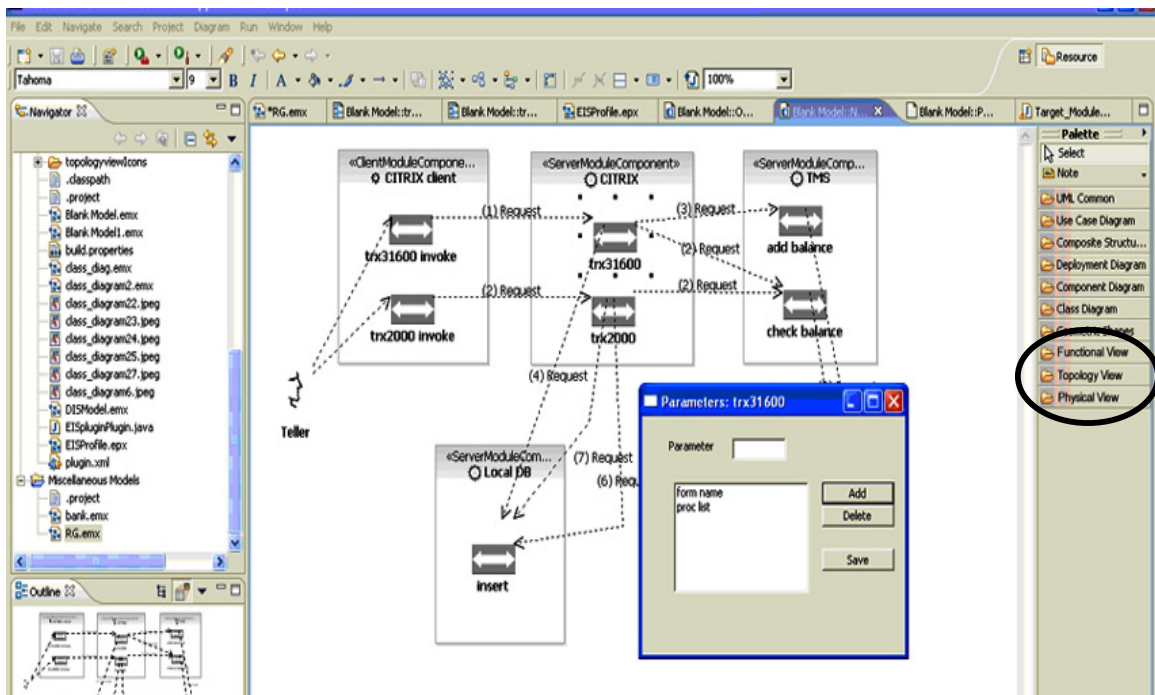 File Edit Navigate Search Project Diagram Run Window Help
Resource
Tahoma 9 B I A 100%
Navigator
*RG.emx Blank Model::tr... Blank Model::tr... EISProfile.epx Blank Model::O... Blank Model::N... X Blank Model::P... Target_Module...
topologyviewIcons
.classpath
.project
Blank Model.emx
Blank Model1.emx
build.properties
class_diag.emx
class_diagram2.emx
class_diagram22.jpeg
class_diagram23.jpeg
class_diagram24.jpeg
class_diagram25.jpeg
class_diagram27.jpeg
class_diagram6.jpeg
DISModel.emx
EISpluginPlugin.java
EISProfile.epx
plugin.xml
Miscellaneous Models
.project
bank.emx
RG.emx
Outline
«ClientModuleCompone...
CITRIX client
trx31600 invoke
trx2000 invoke
Teller
(1) Request
(2) Request
«ServerModuleComponent»
CITRIX
trx31600
trx2000
(3) Request
(2) Request
(2) Request
«ServerModuleComp...
TMS
add balance
check balance
(4) Request
(7) Request
(6) Requ
«ServerModuleCom...
Local DB
insert
Parameters: trx31600
Parameter
form name
proc list
Add
Delete
Save
Palette
Select
Note
UML Common
Use Case Diagram
Composite Structu...
Deployment Diagram
Component Diagram
Class Diagram
Geometric Shapes
Functional View
Topology View
Physical View